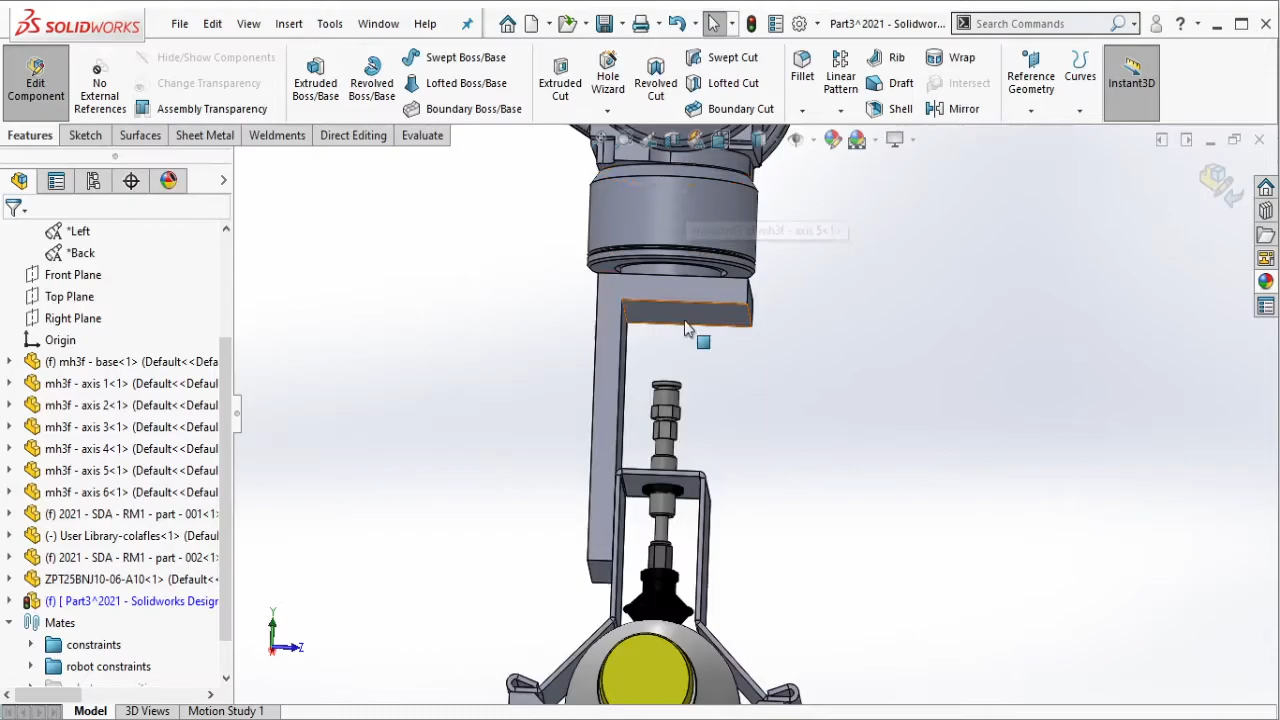 SOLIDWORKS File Edit View Insert Tools Window Help Part3^2021 - Solidwor... Search Commands ?
Edit Component
No External References
Hide/Show Components
Change Transparency
Assembly Transparency
Extruded Boss/Base
Revolved Boss/Base
Swept Boss/Base
Lofted Boss/Base
Boundary Boss/Base
Extruded Cut
Hole Wizard
Revolved Cut
Swept Cut
Lofted Cut
Boundary Cut
Fillet
Linear Pattern
Rib
Draft
Shell
Wrap
Intersect
Mirror
Reference Geometry
Curves
Instant3D
Features Sketch Surfaces Sheet Metal Weldments Direct Editing Evaluate
*Left
*Back
Front Plane
Top Plane
Right Plane
Origin
(f) mh3f - base<1> (Default<<Defa
mh3f - axis 1<1> (Default<<Defaul
mh3f - axis 2<1> (Default<<Defaul
mh3f - axis 3<1> (Default<<Defaul
mh3f - axis 4<1> (Default<<Defaul
mh3f - axis 5<1> (Default<<Defaul
mh3f - axis 6<1> (Default<<Defaul
(f) 2021 - SDA - RM1 - part - 001<1>
(-) User Library-colafles<1> (Defau
(f) 2021 - SDA - RM1 - part - 002<1>
ZPT25BNJ10-06-A10<1> (Default<
(f) [ Part3^2021 - Solidworks Design
Mates
constraints
robot constraints
Y
Z
Model 3D Views Motion Study 1